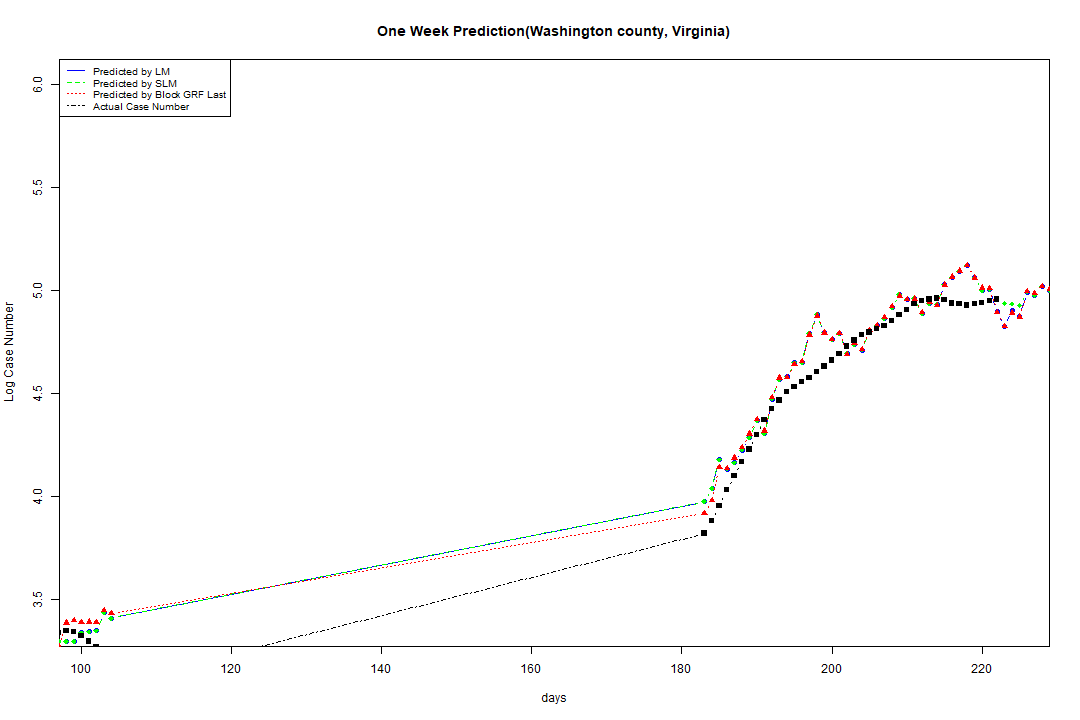 One Week Prediction(Washington county, Virginia)
Predicted by LM
Predicted by SLM
Predicted by Block GRF Last
Actual Case Number
6.0
5.5
5.0
4.5
4.0
3.5
Log Case Number
100 120 140 160 180 200 220
days